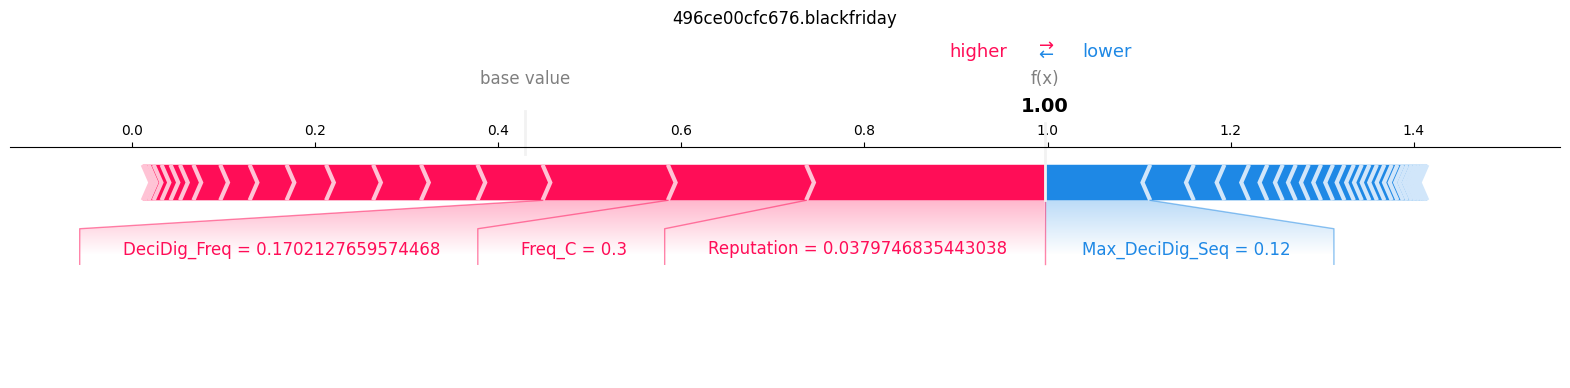 496ce00cfc676.blackfriday
higher ⇄ lower
base value f(x)
1.00
0.0 0.2 0.4 0.6 0.8 1.0 1.2 1.4
DeciDig_Freq = 0.1702127659574468 Freq_C = 0.3 Reputation = 0.0379746835443038 Max_DeciDig_Seq = 0.12